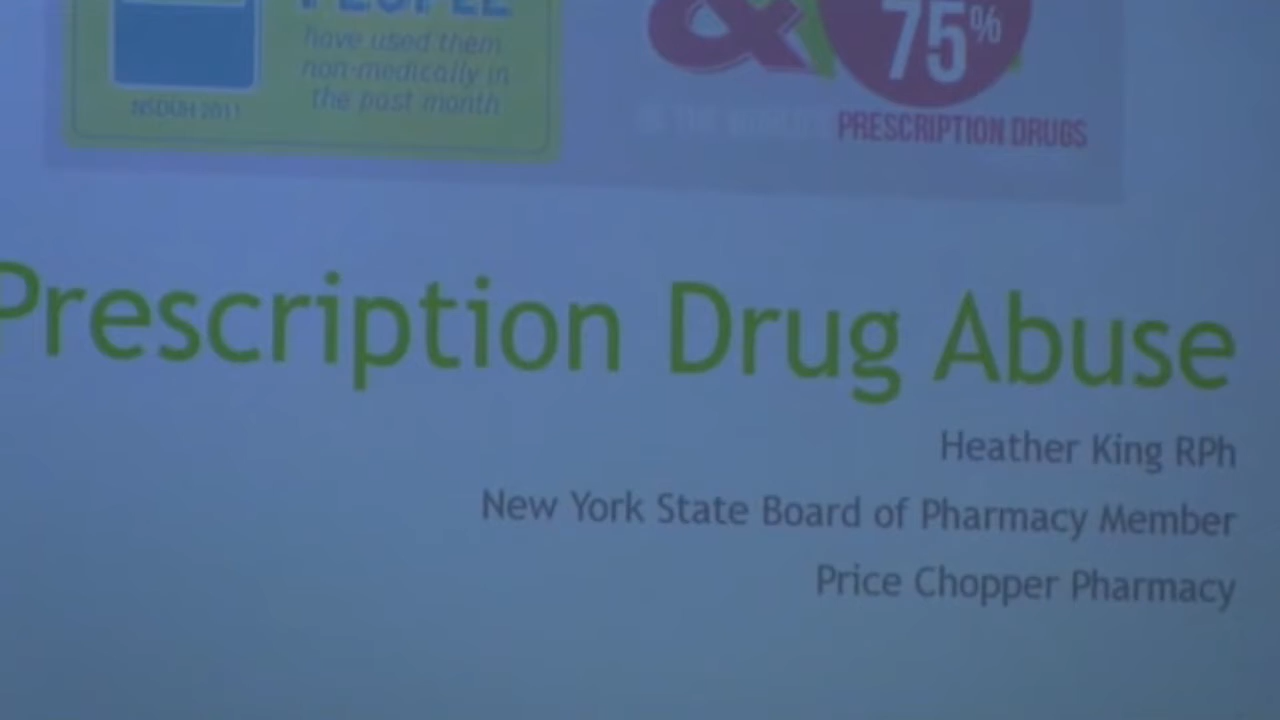 PEOPLE
have used them
non-medically in
the past month
NSDUH 2011
&
75%
PRESCRIPTION DRUGS
Prescription Drug Abuse
Heather King RPh
New York State Board of Pharmacy Member
Price Chopper Pharmacy